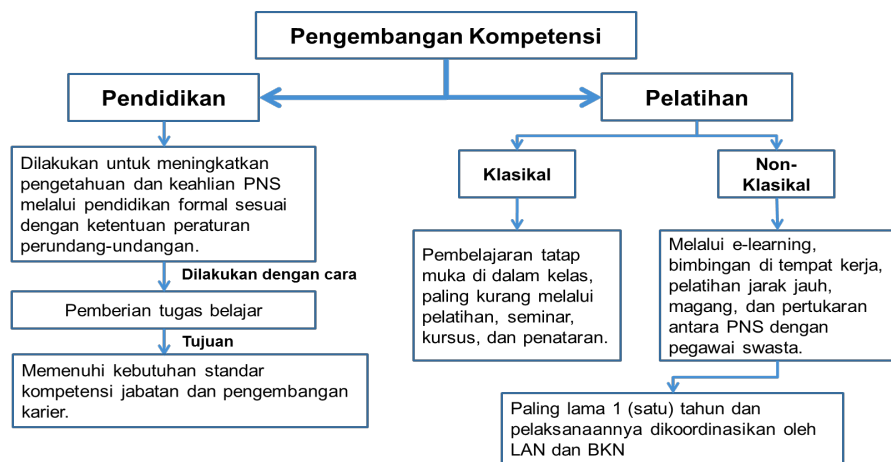 Pengembangan Kompetensi
Pendidikan
Dilakukan untuk meningkatkan
pengetahuan dan keahlian PNS
melalui pendidikan formal sesuai
dengan ketentuan peraturan
perundang-undangan.
Dilakukan dengan cara
Pemberian tugas belajar
Tujuan
Memenuhi kebutuhan standar
kompetensi jabatan dan pengembangan
karier.
Pelatihan
Klasikal
Pembelajaran tatap
muka di dalam kelas,
paling kurang melalui
pelatihan, seminar,
kursus, dan penataran.
Non-
Klasikal
Melalui e-learning,
bimbingan di tempat kerja,
pelatihan jarak jauh,
magang, dan pertukaran
antara PNS dengan
pegawai swasta.
Paling lama 1 (satu) tahun dan
pelaksanaannya dikoordinasikan oleh
LAN dan BKN